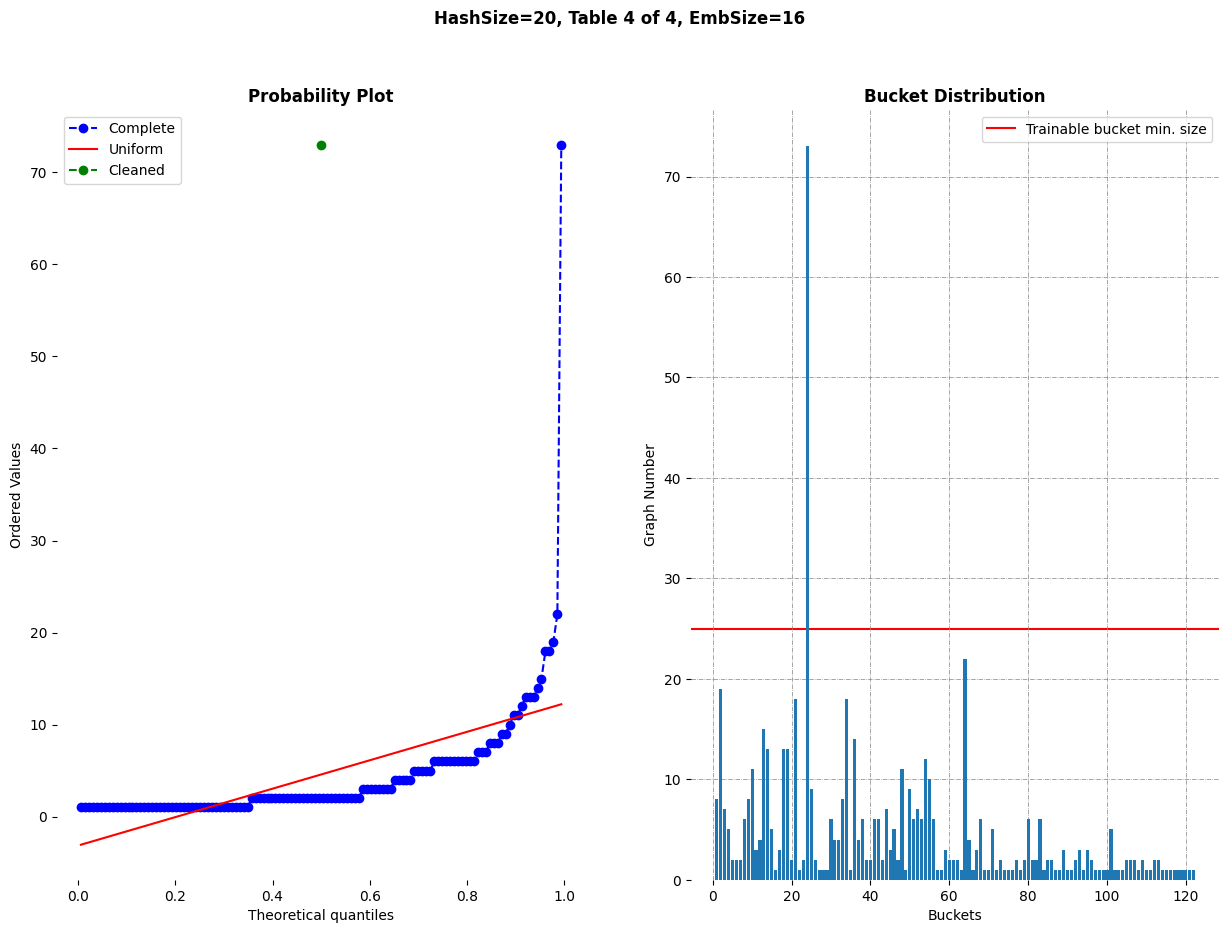 HashSize=20, Table 4 of 4, EmbSize=16
Probability Plot
Complete
Uniform
Cleaned
70
60
50
40
30
20
10
0
Ordered Values
0.0 0.2 0.4 0.6 0.8 1.0
Theoretical quantiles
Bucket Distribution
Trainable bucket min. size
70
60
50
40
30
20
10
0
Graph Number
0 20 40 60 80 100 120
Buckets